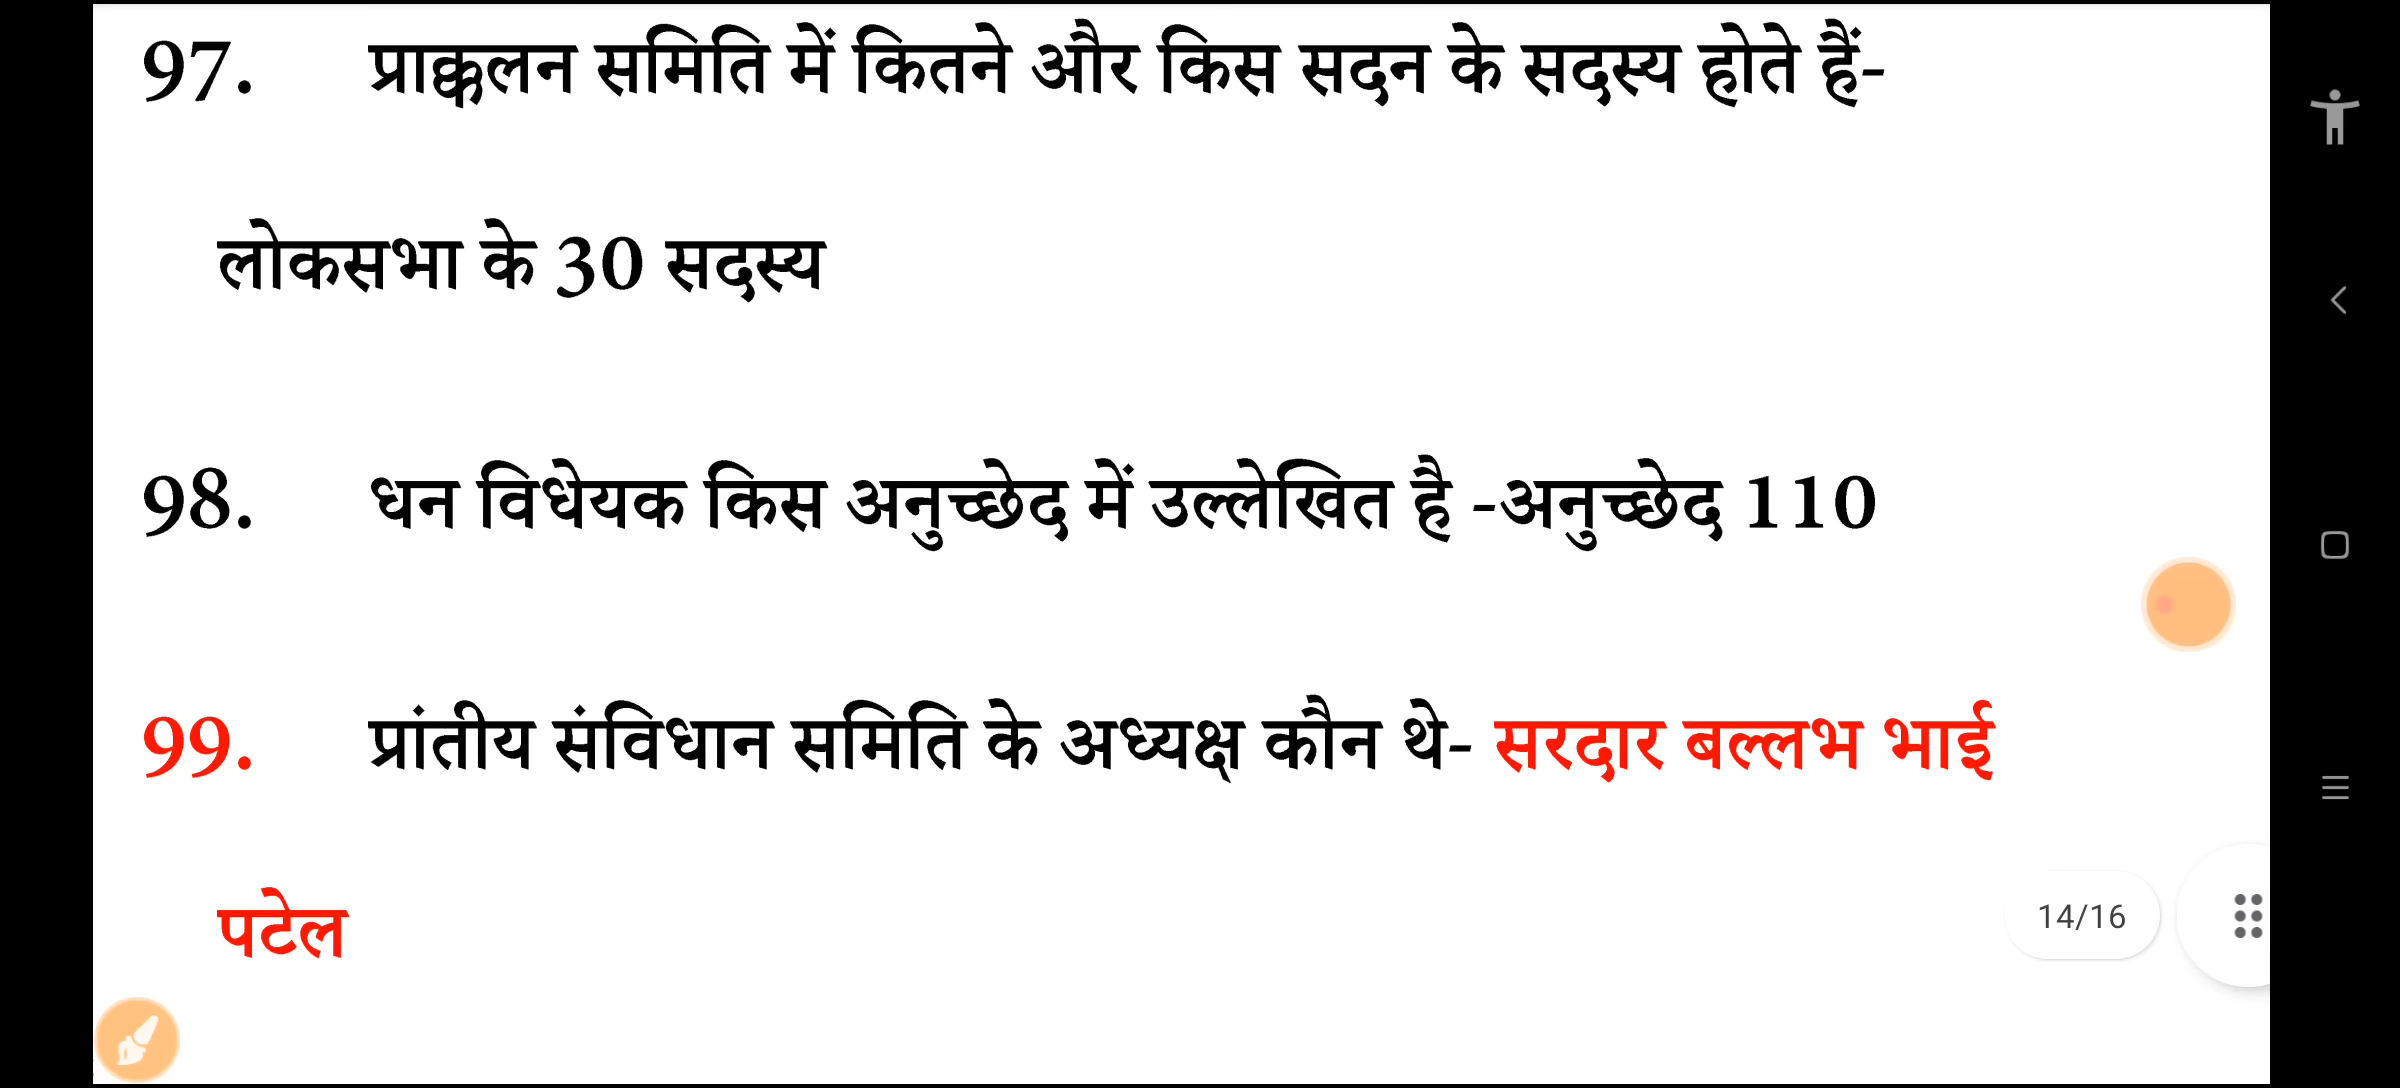 97. प्राक्कलन समिति में कितने और किस सदन के सदस्य होते हैं-
लोकसभा के 30 सदस्य
98. धन विधेयक किस अनुच्छेद में उल्लेखित है -अनुच्छेद 110
99. प्रांतीय संविधान समिति के अध्यक्ष कौन थे- सरदार बल्लभ भाई
पटेल
14/16